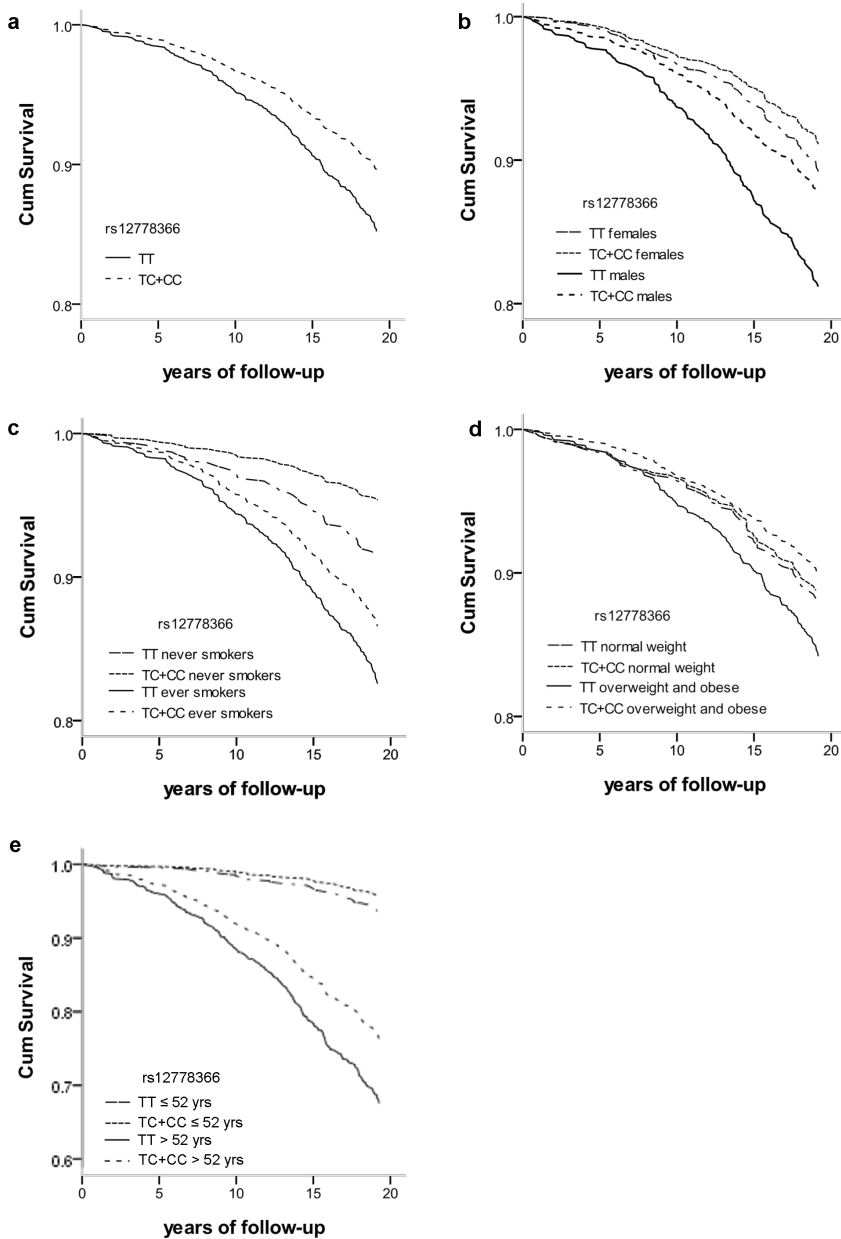 a
1.0
0.9
0.8
Cum Survival
rs12778366
TT
TC+CC
0 5 10 15 20
years of follow-up
b
1.0
0.9
0.8
Cum Survival
rs12778366
TT females
TC+CC females
TT males
TC+CC males
0 5 10 15 20
years of follow-up
c
1.0
0.9
0.8
Cum Survival
rs12778366
TT never smokers
TC+CC never smokers
TT ever smokers
TC+CC ever smokers
0 5 10 15 20
years of follow-up
d
1.0
0.9
0.8
Cum Survival
rs12778366
TT normal weight
TC+CC normal weight
TT overweight and obese
TC+CC overweight and obese
0 5 10 15 20
years of follow-up
e
1.0
0.9
0.8
0.7
0.6
Cum Survival
rs12778366
TT ≤ 52 yrs
TC+CC ≤ 52 yrs
TT > 52 yrs
TC+CC > 52 yrs
0 5 10 15 20
years of follow-up